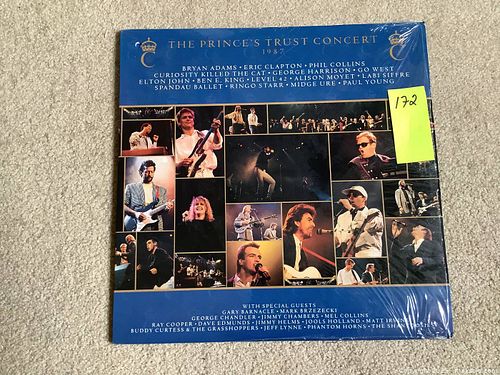 THE PRINCE'S TRUST CONCERT
1987
C
C
BRYAN ADAMS • ERIC CLAPTON • PHIL COLLINS
CURIOSITY KILLED THE CAT • GEORGE HARRISON • GO WEST
ELTON JOHN • BEN E. KING • LEVEL 42 • ALISON MOYET • LABI SIFFRE
SPANDAU BALLET • RINGO STARR • MIDGE URE • PAUL YOUNG
172
WITH SPECIAL GUESTS
GARY BARNACLE • MARK BRZEZECKI
GEORGE CHANDLER • JIMMY CHAMBERS • MEL COLLINS
RAY COOPER • DAVE EDMUNDS • JIMMY HELMS • JOOLS HOLLAND • MATT
BUDDY CURTESS & THE GRASSHOPPERS • JEFF LYNNE • PHANTOM HORNS • THE